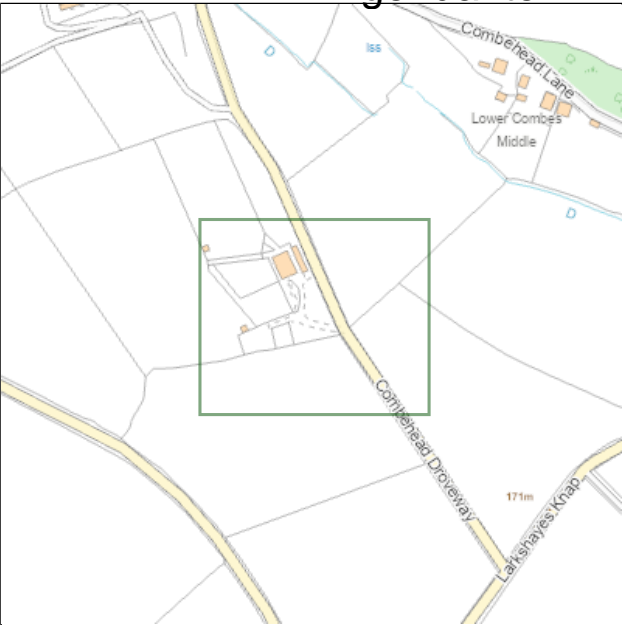 Combehead Lane
Iss
D
Lower Combes
Middle
D
Combehead Droveway
171m
Larkshayes Knap